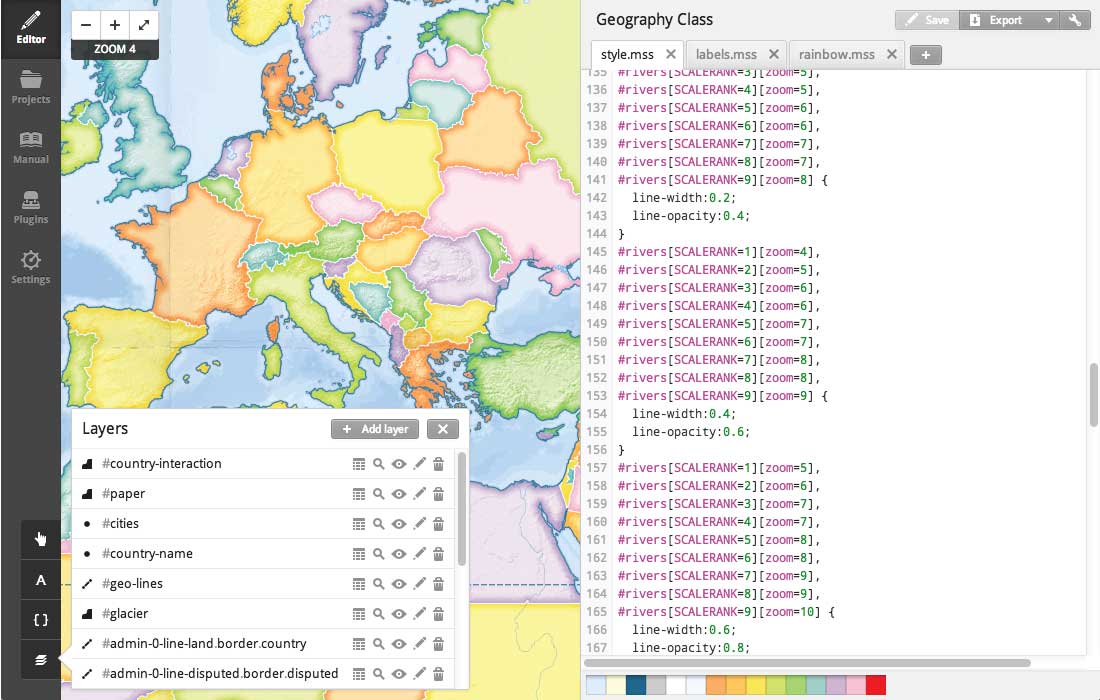 Editor
Projects
Manual
Plugins
Settings
− + 
ZOOM 4
A
{}
Layers
+ Add layer
#country-interaction
#paper
#cities
#country-name
#geo-lines
#glacier
#admin-0-line-land.border.country
#admin-0-line-disputed.border.disputed
Geography Class
Save Export
style.mss labels.mss rainbow.mss +
135 #rivers[SCALERANK=3][zoom=5],
136 #rivers[SCALERANK=4][zoom=5],
137 #rivers[SCALERANK=5][zoom=6],
138 #rivers[SCALERANK=6][zoom=6],
139 #rivers[SCALERANK=7][zoom=7],
140 #rivers[SCALERANK=8][zoom=7],
141 #rivers[SCALERANK=9][zoom=8] {
142 line-width:0.2;
143 line-opacity:0.4;
144 }
145 #rivers[SCALERANK=1][zoom=4],
146 #rivers[SCALERANK=2][zoom=5],
147 #rivers[SCALERANK=3][zoom=6],
148 #rivers[SCALERANK=4][zoom=6],
149 #rivers[SCALERANK=5][zoom=7],
150 #rivers[SCALERANK=6][zoom=7],
151 #rivers[SCALERANK=7][zoom=8],
152 #rivers[SCALERANK=8][zoom=8],
153 #rivers[SCALERANK=9][zoom=9] {
154 line-width:0.4;
155 line-opacity:0.6;
156 }
157 #rivers[SCALERANK=1][zoom=5],
158 #rivers[SCALERANK=2][zoom=6],
159 #rivers[SCALERANK=3][zoom=7],
160 #rivers[SCALERANK=4][zoom=7],
161 #rivers[SCALERANK=5][zoom=8],
162 #rivers[SCALERANK=6][zoom=8],
163 #rivers[SCALERANK=7][zoom=9],
164 #rivers[SCALERANK=8][zoom=9],
165 #rivers[SCALERANK=9][zoom=10] {
166 line-width:0.6;
167 line-opacity:0.8;